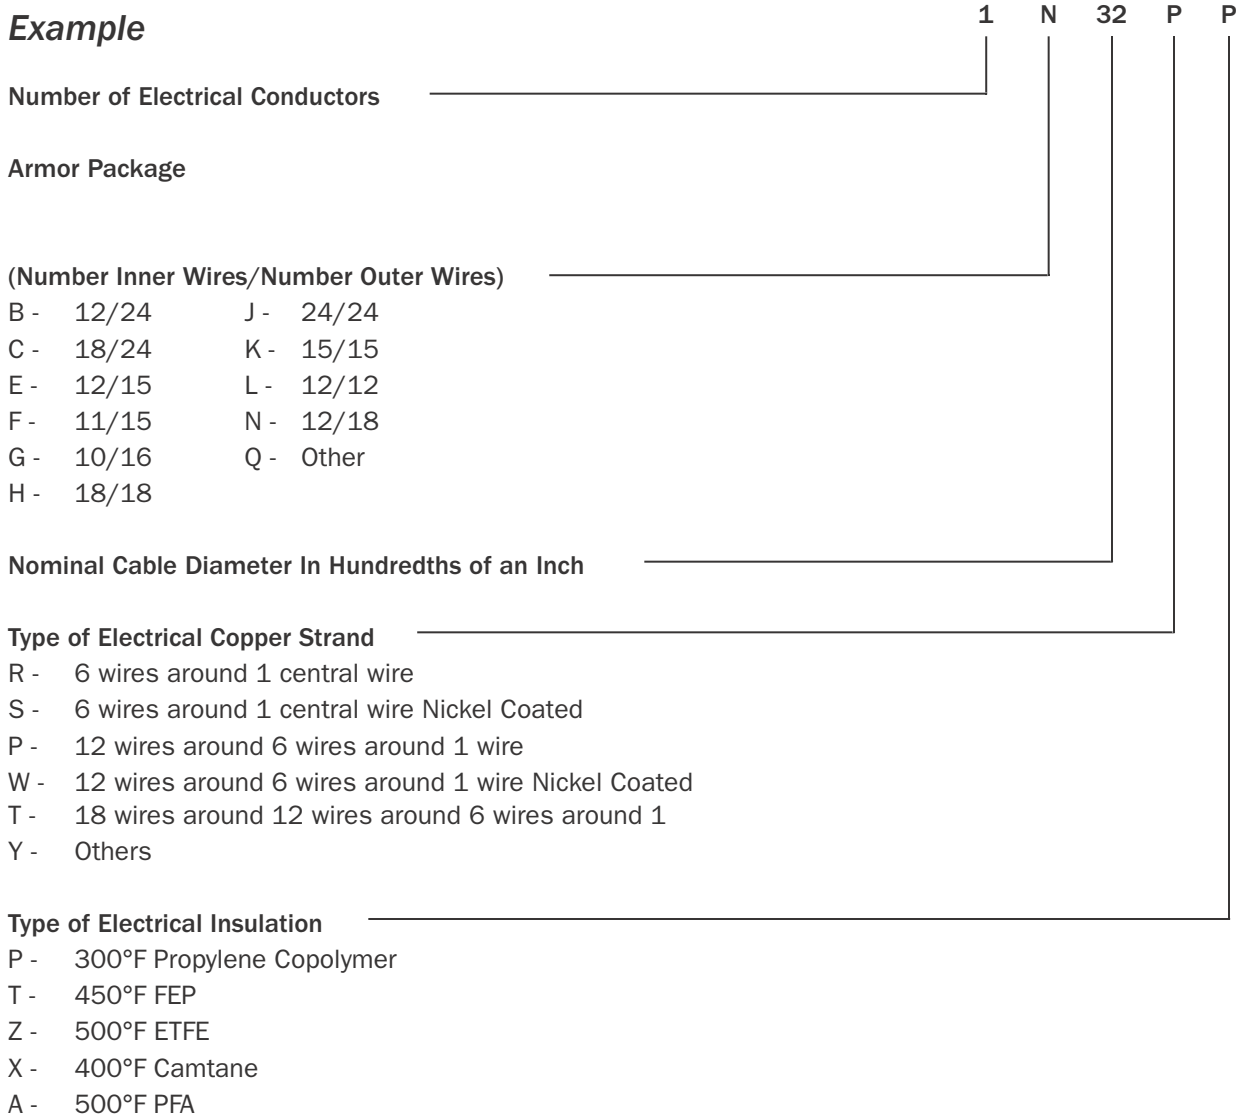 Example 1 N 32 P P
Number of Electrical Conductors
Armor Package
(Number Inner Wires/Number Outer Wires)
B - 12/24 J - 24/24
C - 18/24 K - 15/15
E - 12/15 L - 12/12
F - 11/15 N - 12/18
G - 10/16 Q - Other
H - 18/18
Nominal Cable Diameter In Hundredths of an Inch
Type of Electrical Copper Strand
R - 6 wires around 1 central wire
S - 6 wires around 1 central wire Nickel Coated
P - 12 wires around 6 wires around 1 wire
W - 12 wires around 6 wires around 1 wire Nickel Coated
T - 18 wires around 12 wires around 6 wires around 1
Y - Others
Type of Electrical Insulation
P - 300°F Propylene Copolymer
T - 450°F FEP
Z - 500°F ETFE
X - 400°F Camtane
A - 500°F PFA